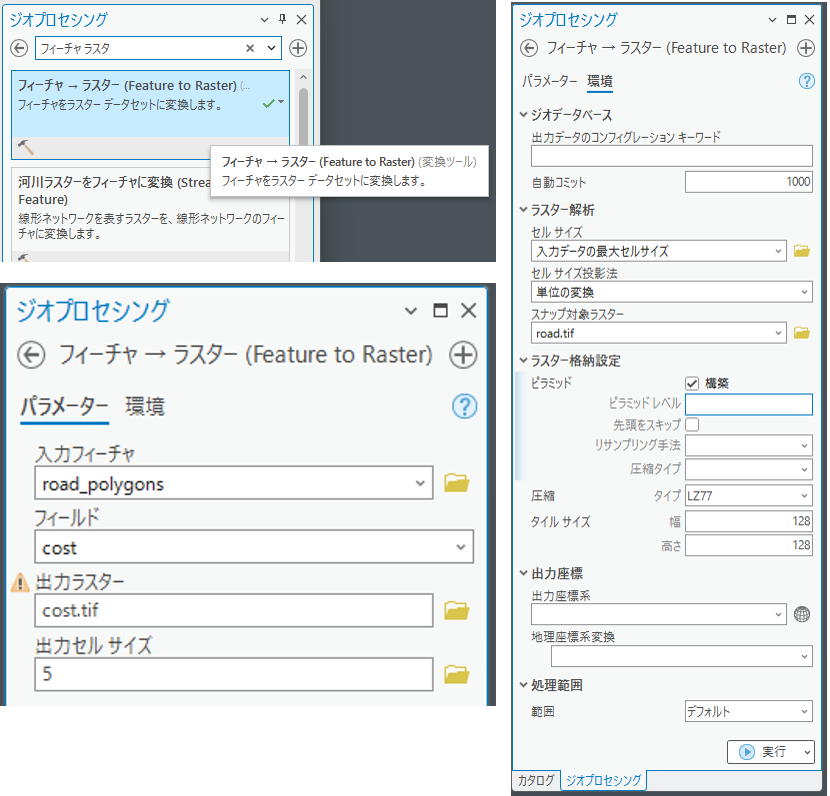 ジオプロセシング
フィーチャ ラスタ
フィーチャ → ラスター (Feature to Raster) (...
フィーチャをラスター データセットに変換します。
フィーチャ → ラスター (Feature to Raster) (変換ツール)
フィーチャをラスター データセットに変換します。
河川ラスターをフィーチャに変換 (Strea
Feature)
線形ネットワークを表すラスターを、線形ネットワークのフィー
チャに変換します。
ジオプロセシング
フィーチャ → ラスター (Feature to Raster)
パラメーター 環境
入力フィーチャ
road_polygons
フィールド
cost
出力ラスター
cost.tif
出力セル サイズ
5
ジオプロセシング
フィーチャ → ラスター (Feature to Raster)
パラメーター 環境
ジオデータベース
出力データのコンフィグレーション キーワード
自動コミット 1000
ラスター解析
セル サイズ
入力データの最大セルサイズ
セル サイズ投影法
単位の変換
スナップ対象ラスター
road.tif
ラスター格納設定
ピラミッド 構築
ピラミッド レベル
先頭をスキップ
リサンプリング手法
圧縮タイプ
圧縮 タイプ LZ77
タイル サイズ 幅 128
高さ 128
出力座標
出力座標系
地理座標系変換
処理範囲
範囲 デフォルト
実行
カタログ ジオプロセシング